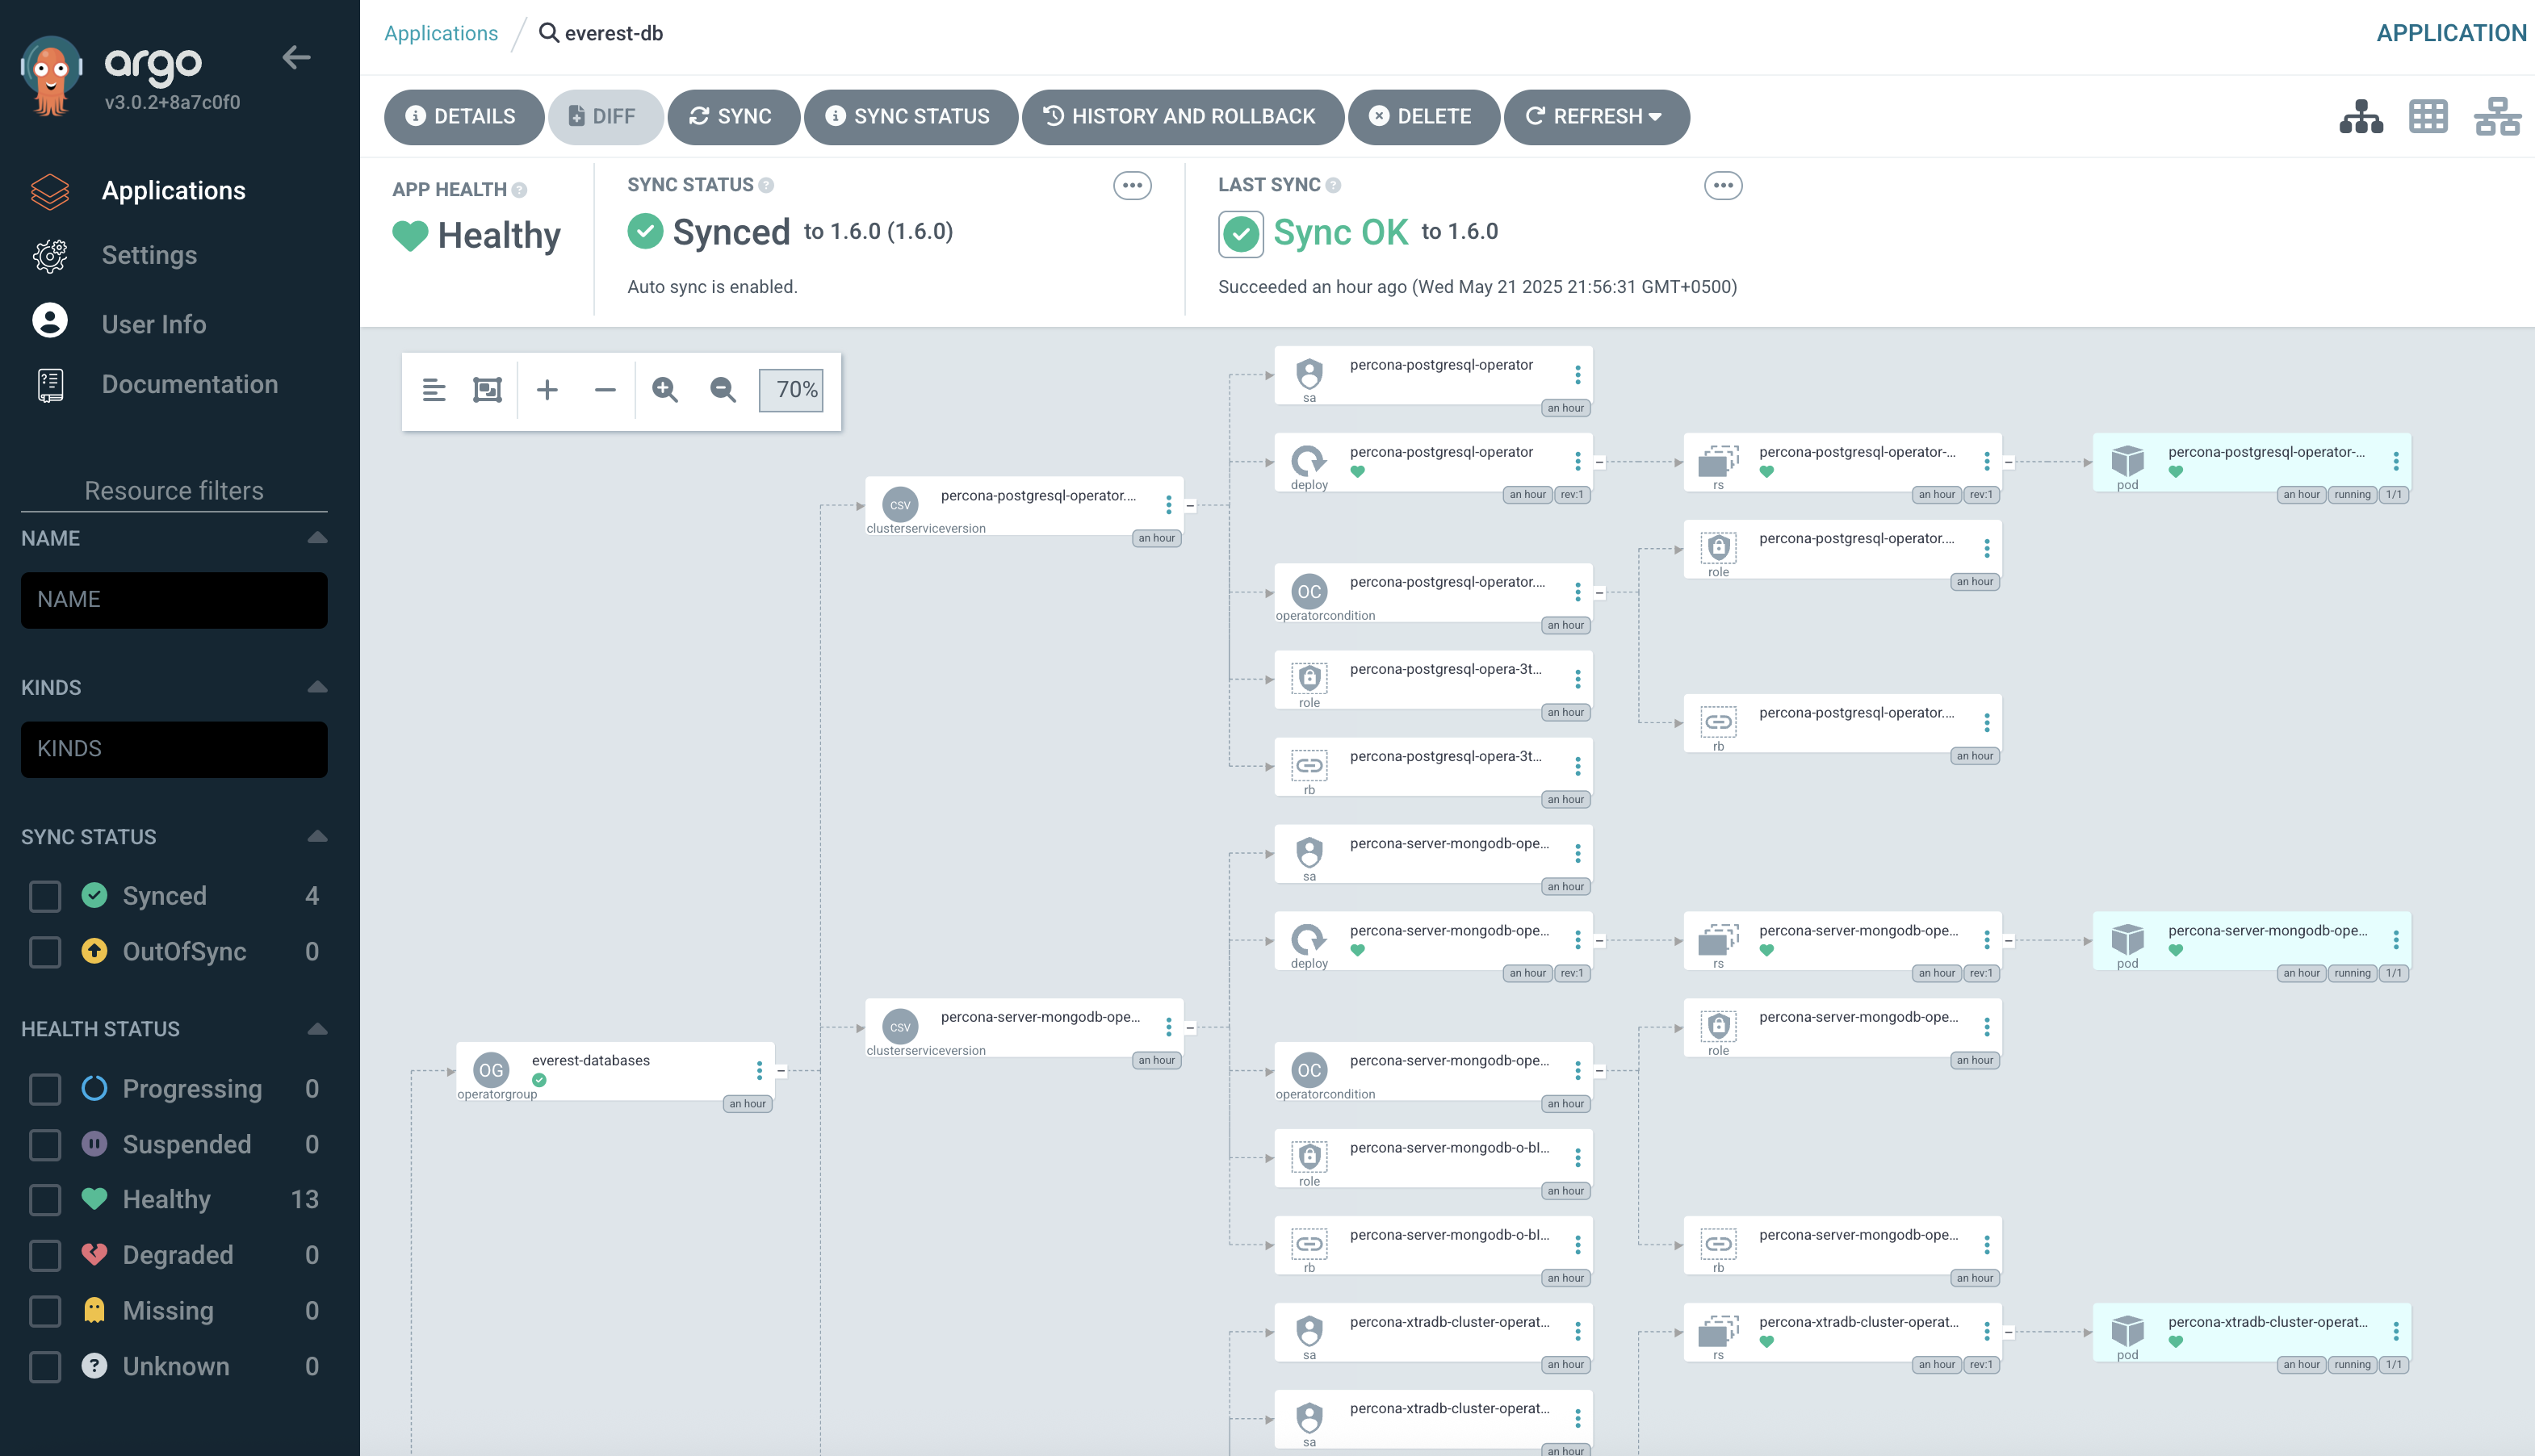 argo
v3.0.2+8a7c0f0
Applications
Settings
User Info
Documentation
Resource filters
NAME
NAME
KINDS
KINDS
SYNC STATUS
Synced 4
OutOfSync 0
HEALTH STATUS
Progressing 0
Suspended 0
Healthy 13
Degraded 0
Missing 0
Unknown 0
Applications / everest-db
APPLICATION
DETAILS DIFF SYNC SYNC STATUS HISTORY AND ROLLBACK DELETE REFRESH
APP HEALTH
Healthy
SYNC STATUS
Synced to 1.6.0 (1.6.0)
Auto sync is enabled.
LAST SYNC
Sync OK to 1.6.0
Succeeded an hour ago (Wed May 21 2025 21:56:31 GMT+0500)
70%
OG everest-databases
operatorgroup
an hour
CSV percona-postgresql-operator....
clusterserviceversion
an hour
CSV percona-server-mongodb-ope...
clusterserviceversion
an hour
percona-postgresql-operator
sa
an hour
percona-postgresql-operator
deploy
an hour rev:1
OC percona-postgresql-operator....
operatorcondition
an hour
percona-postgresql-opera-3t...
role
an hour
percona-postgresql-opera-3t...
rb
an hour
percona-server-mongodb-ope...
sa
an hour
percona-server-mongodb-ope...
deploy
an hour rev:1
OC percona-server-mongodb-ope...
operatorcondition
an hour
percona-server-mongodb-o-bl...
role
an hour
percona-server-mongodb-o-bl...
rb
an hour
percona-xtradb-cluster-operat...
sa
an hour
percona-xtradb-cluster-operat...
sa
an hour
percona-postgresql-operator-...
rs
an hour rev:1
percona-postgresql-operator....
role
an hour
percona-postgresql-operator....
rb
an hour
percona-server-mongodb-ope...
rs
an hour rev:1
percona-server-mongodb-ope...
role
an hour
percona-server-mongodb-ope...
rb
an hour
percona-xtradb-cluster-operat...
rs
an hour rev:1
percona-postgresql-operator-...
pod
an hour running 1/1
percona-server-mongodb-ope...
pod
an hour running 1/1
percona-xtradb-cluster-operat...
pod
an hour running 1/1